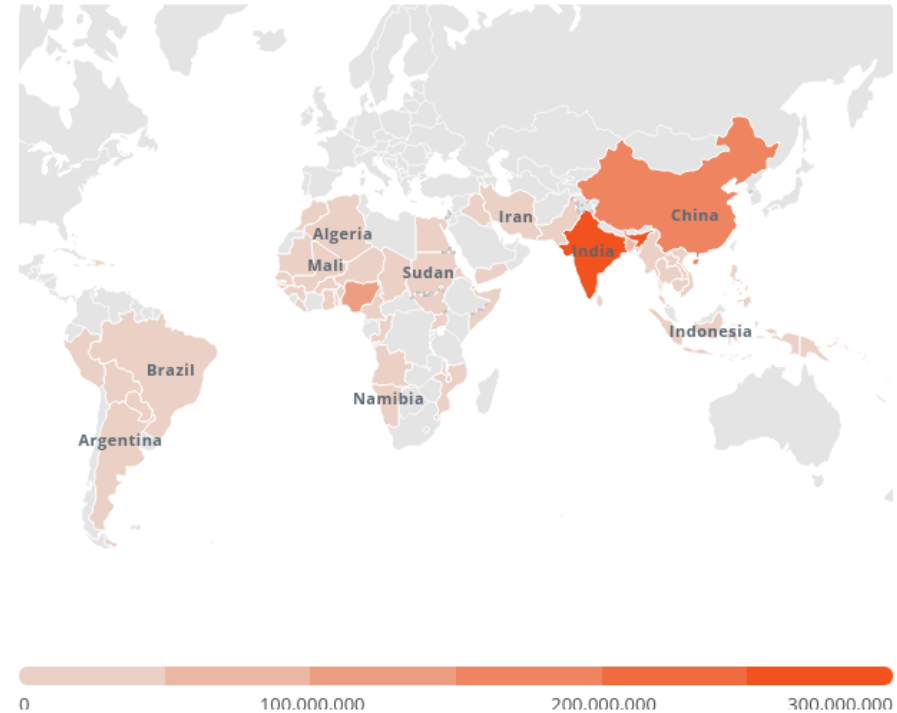 Iran
China
Algeria
India
Mali
Sudan
Indonesia
Brazil
Namibia
Argentina
0
100.000.000
200.000.000
300.000.000